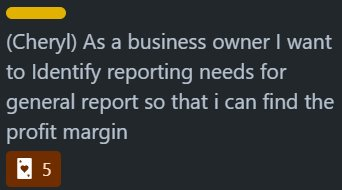 (Cheryl) As a business owner I want
to Identify reporting needs for
general report so that i can find the
profit margin
5